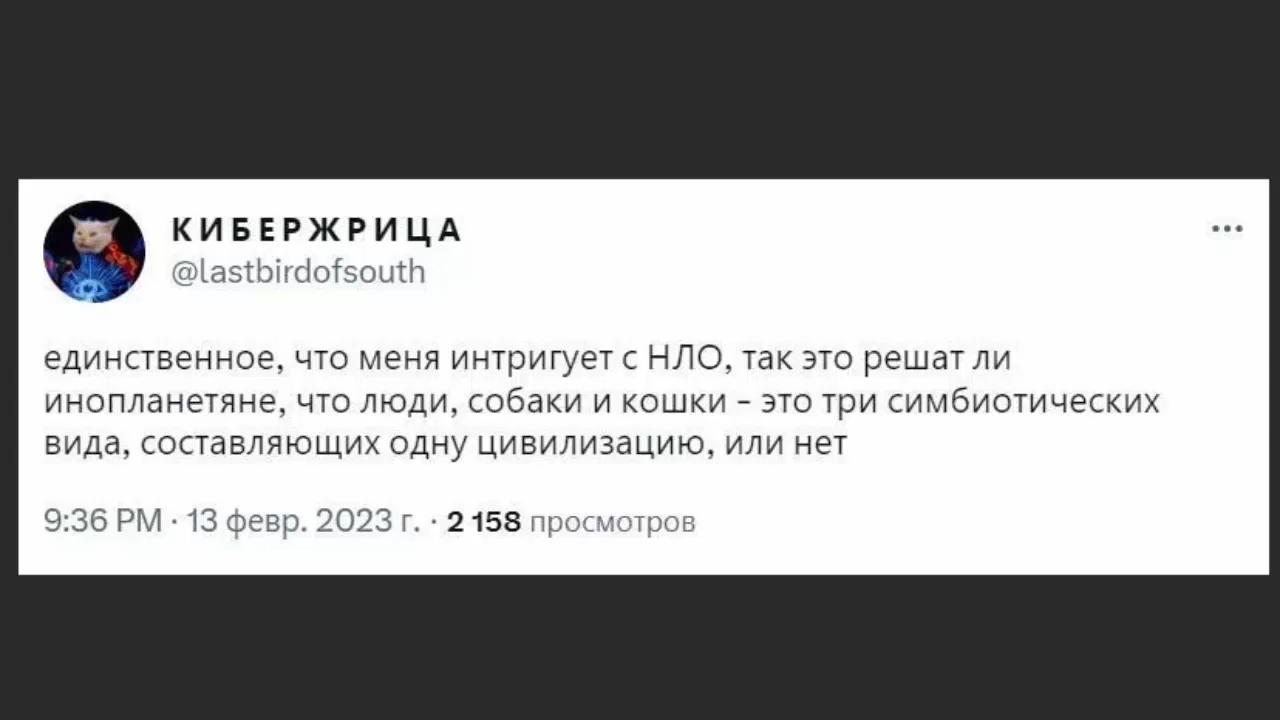 КИБЕРЖРИЦА
@lastbirdofsouth
единственное, что меня интригует с НЛО, так это решат ли
инопланетяне, что люди, собаки и кошки - это три симбиотических
вида, составляющих одну цивилизацию, или нет
9:36 PM · 13 февр. 2023 г. · 2 158 просмотров